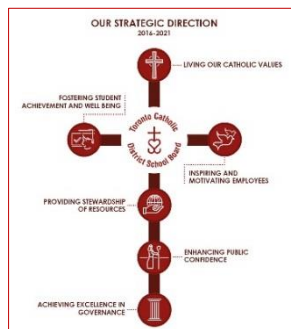 OUR STRATEGIC DIRECTION
2016-2021
LIVING OUR CATHOLIC VALUES
FOSTERING STUDENT
ACHIEVEMENT AND WELL BEING
Toronto Catholic
District School Board
INSPIRING AND
MOTIVATING EMPLOYEES
PROVIDING STEWARDSHIP
OF RESOURCES
ENHANCING PUBLIC
CONFIDENCE
ACHIEVING EXCELLENCE IN
GOVERNANCE